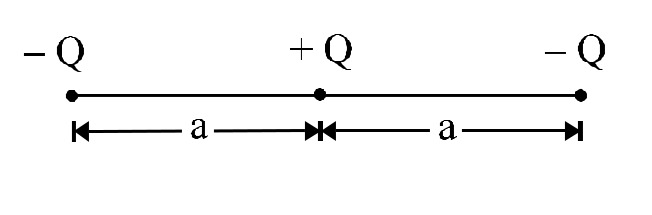 – Q + Q – Q
a a